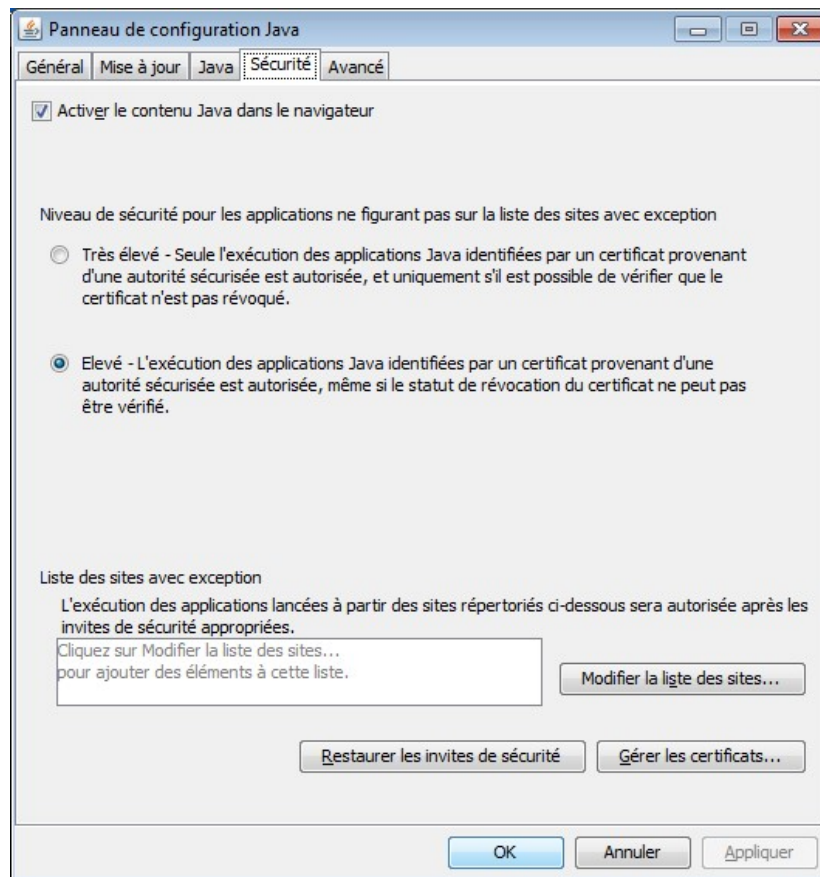 Panneau de configuration Java
Général Mise à jour Java Sécurité Avancé
Activer le contenu Java dans le navigateur
Niveau de sécurité pour les applications ne figurant pas sur la liste des sites avec exception
Très élevé - Seule l'exécution des applications Java identifiées par un certificat provenant
d'une autorité sécurisée est autorisée, et uniquement s'il est possible de vérifier que le
certificat n'est pas révoqué.
Elevé - L'exécution des applications Java identifiées par un certificat provenant d'une
autorité sécurisée est autorisée, même si le statut de révocation du certificat ne peut pas
être vérifié.
Liste des sites avec exception
L'exécution des applications lancées à partir des sites répertoriés ci-dessous sera autorisée après les
invites de sécurité appropriées.
Cliquez sur Modifier la liste des sites...
pour ajouter des éléments à cette liste.
Modifier la liste des sites...
Restaurer les invites de sécurité Gérer les certificats...
OK Annuler Appliquer